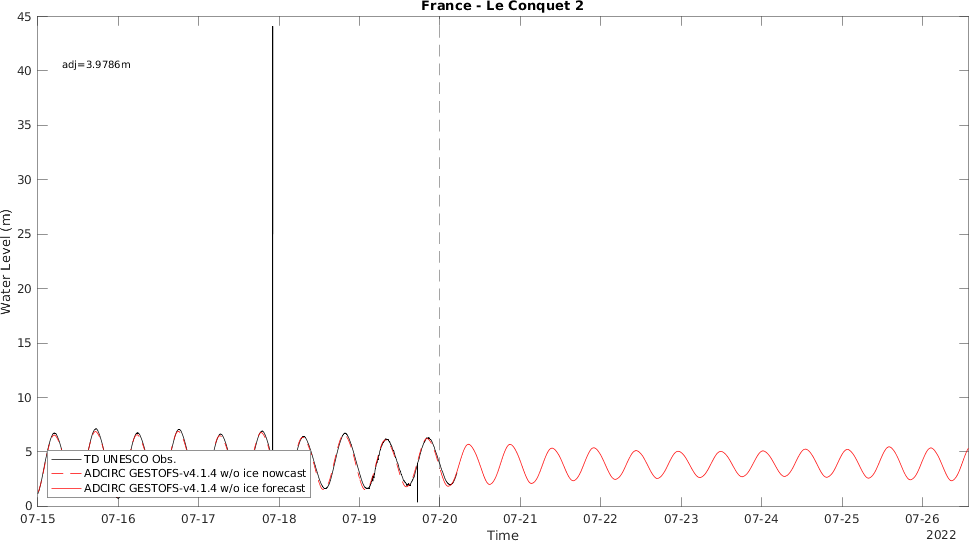 France - Le Conquet 2
45
40
35
30
25
20
15
10
5
0
Water Level (m)
adj=3.9786m
TD UNESCO Obs.
ADCIRC GESTOFS-v4.1.4 w/o ice nowcast
ADCIRC GESTOFS-v4.1.4 w/o ice forecast
07-15 07-16 07-17 07-18 07-19 07-20 07-21 07-22 07-23 07-24 07-25 07-26
Time
2022